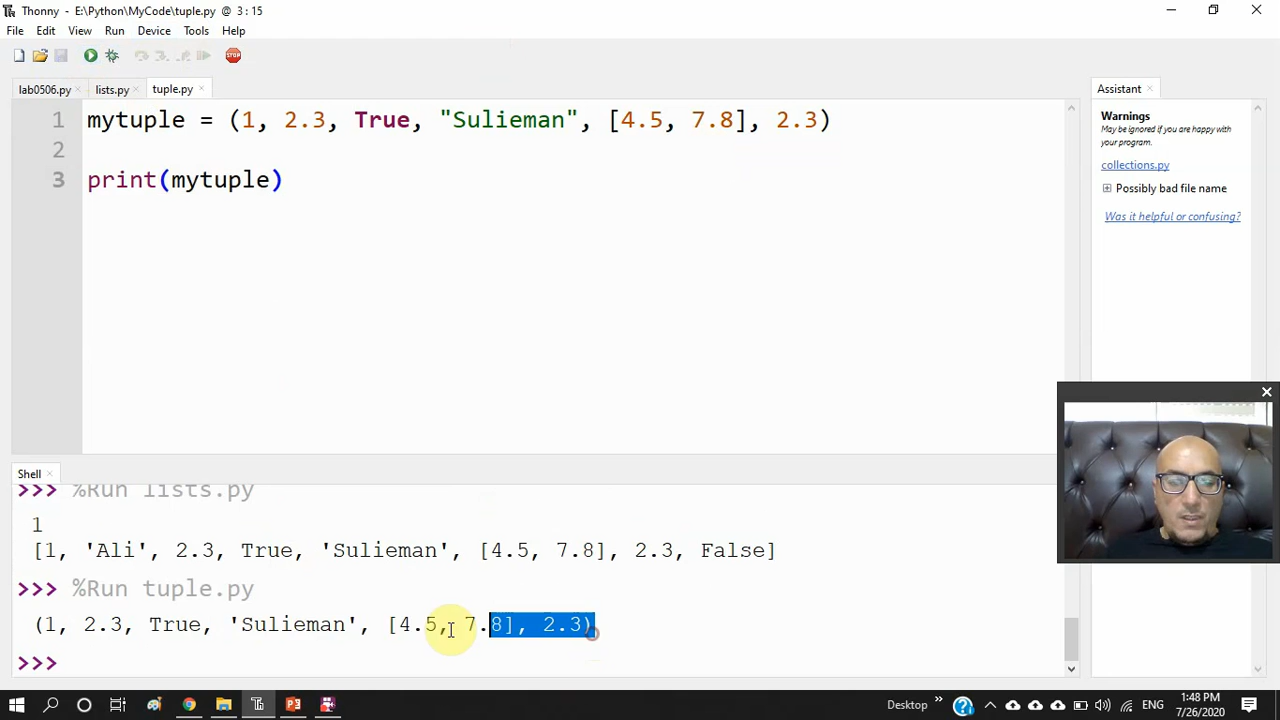 Thonny - E:\Python\MyCode\tuple.py @ 3 : 15
File Edit View Run Device Tools Help
STOP
lab0506.py × lists.py × tuple.py ×
1 mytuple = (1, 2.3, True, "Sulieman", [4.5, 7.8], 2.3)
2
3 print(mytuple)
Assistant ×
Warnings
May be ignored if you are happy with
your program.
collections.py
Possibly bad file name
Was it helpful or confusing?
Shell ×
>>> %Run lists.py
1
[1, 'Ali', 2.3, True, 'Sulieman', [4.5, 7.8], 2.3, False]
>>> %Run tuple.py
(1, 2.3, True, 'Sulieman', [4.5, 7.8], 2.3)
>>>
Desktop » ENG 1:48 PM
7/26/2020